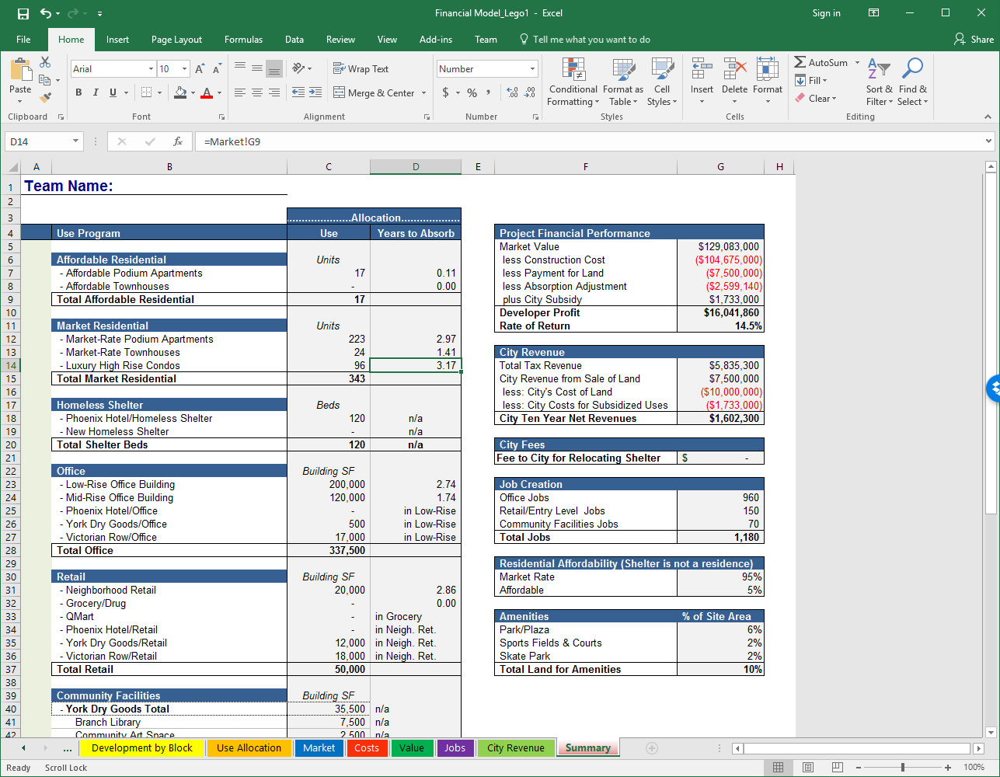 Financial Model_Lego1 - Excel
Sign in
File Home Insert Page Layout Formulas Data Review View Add-ins Team Tell me what you want to do Share
Paste
Clipboard
Arial 10
B I U
Font
Wrap Text
Merge & Center
Alignment
Number
$ % ,
Number
Conditional Formatting
Format as Table
Cell Styles
Styles
Insert Delete Format
Cells
AutoSum
Fill
Clear
Sort & Filter
Find & Select
Editing
D14 fx =Market!G9
A B C D E F G H
1 Team Name:
2
3 .....................Allocation...................
4 Use Program Use Years to Absorb Project Financial Performance
5 Market Value $129,083,000
6 Affordable Residential Units less Construction Cost ($104,675,000)
7 - Affordable Podium Apartments 17 0.11 less Payment for Land ($7,500,000)
8 - Affordable Townhouses - 0.00 less Absorption Adjustment ($2,599,140)
9 Total Affordable Residential 17 plus City Subsidy $1,733,000
10 Developer Profit $16,041,860
11 Market Residential Units Rate of Return 14.5%
12 - Market-Rate Podium Apartments 223 2.97
13 - Market-Rate Townhouses 24 1.41 City Revenue
14 - Luxury High Rise Condos 96 3.17 Total Tax Revenue $5,835,300
15 Total Market Residential 343 City Revenue from Sale of Land $7,500,000
16 less: City's Cost of Land ($10,000,000)
17 Homeless Shelter Beds less: City Costs for Subsidized Uses ($1,733,000)
18 - Phoenix Hotel/Homeless Shelter 120 n/a City Ten Year Net Revenues $1,602,300
19 - New Homeless Shelter - n/a
20 Total Shelter Beds 120 n/a City Fees
21 Fee to City for Relocating Shelter $ -
22 Office Building SF
23 - Low-Rise Office Building 200,000 2.74 Job Creation
24 - Mid-Rise Office Building 120,000 1.74 Office Jobs 960
25 - Phoenix Hotel/Office - in Low-Rise Retail/Entry Level Jobs 150
26 - York Dry Goods/Office 500 in Low-Rise Community Facilities Jobs 70
27 - Victorian Row/Office 17,000 in Low-Rise Total Jobs 1,180
28 Total Office 337,500
29 Residential Affordability (Shelter is not a residence)
30 Retail Building SF Market Rate 95%
31 - Neighborhood Retail 20,000 2.86 Affordable 5%
32 - Grocery/Drug - 0.00
33 - QMart - in Grocery Amenities % of Site Area
34 - Phoenix Hotel/Retail - in Neigh. Ret. Park/Plaza 6%
35 - York Dry Goods/Retail 12,000 in Neigh. Ret. Sports Fields & Courts 2%
36 - Victorian Row/Retail 18,000 in Neigh. Ret. Skate Park 2%
37 Total Retail 50,000 Total Land for Amenities 10%
38
39 Community Facilities Building SF
40 - York Dry Goods Total 35,500 n/a
41 Branch Library 7,500 n/a
42 Community Art Space 2,500 n/a
... Development by Block Use Allocation Market Costs Value Jobs City Revenue Summary
Ready Scroll Lock 100%